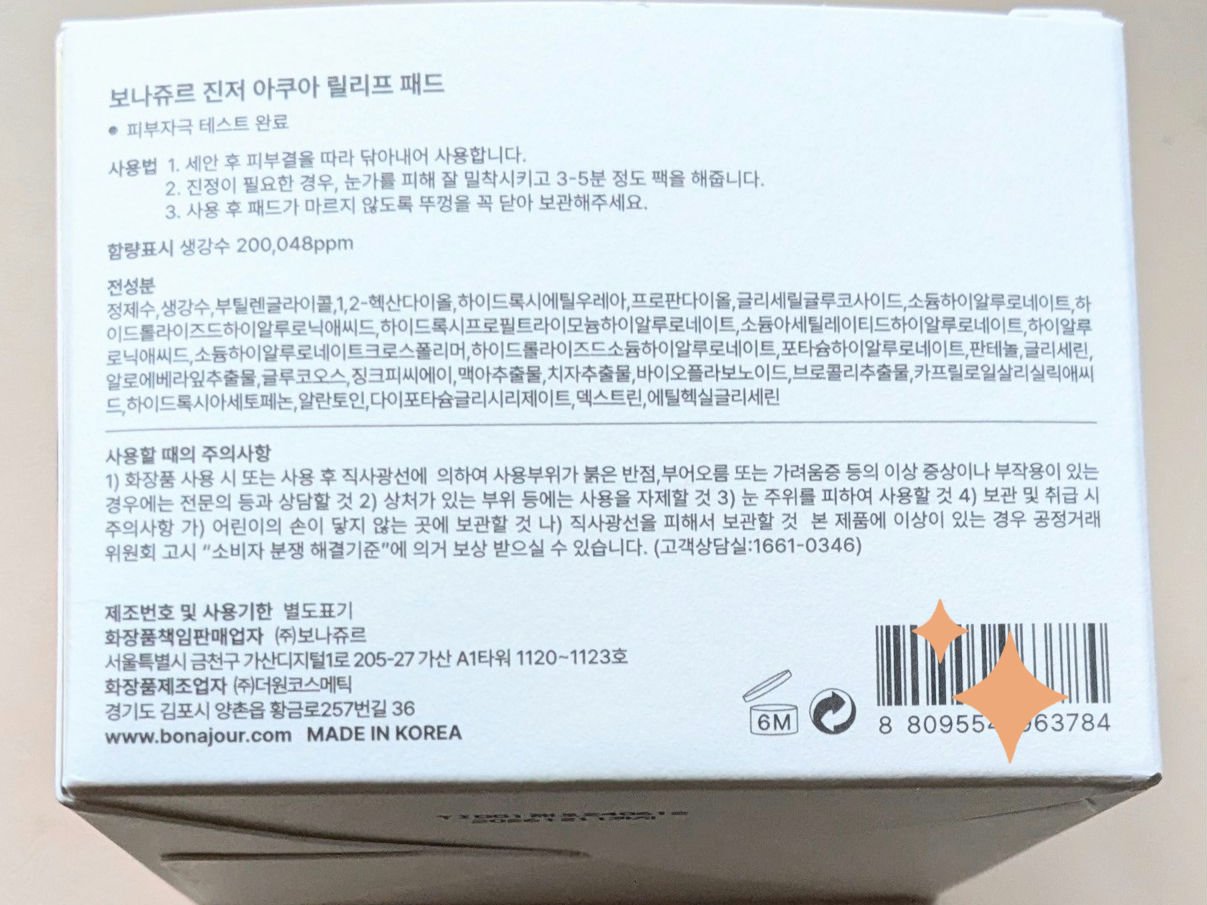 보나쥬르 진저 아쿠아 릴리프 패드
• 피부자극 테스트 완료
사용법 1. 세안 후 피부결을 따라 닦아내어 사용합니다.
2. 진정이 필요한 경우, 눈가를 피해 잘 밀착시키고 3-5분 정도 팩을 해줍니다.
3. 사용 후 패드가 마르지 않도록 뚜껑을 꼭 닫아 보관해주세요.
함량표시 생강수 200,048ppm
전성분
정제수,생강수,부틸렌글라이콜,1,2-헥산다이올,하이드록시에틸우레아,프로판다이올,글리세릴글루코사이드,소듐하이알루로네이트,하
이드롤라이즈드하이알루로닉애씨드,하이드록시프로필트라이모늄하이알루로네이트,소듐아세틸레이티드하이알루로네이트,하이알루
로닉애씨드,소듐하이알루로네이트크로스폴리머,하이드롤라이즈드소듐하이알루로네이트,포타슘하이알루로네이트,판테놀,글리세린,
알로에베라잎추출물,글루코오스,징크피씨에이,맥아추출물,치자추출물,바이오플라보노이드,브로콜리추출물,카프릴로일살리실릭애씨
드,하이드록시아세토페논,알란토인,다이포타슘글리시리제이트,덱스트린,에틸헥실글리세린
사용할 때의 주의사항
1) 화장품 사용 시 또는 사용 후 직사광선에 의하여 사용부위가 붉은 반점,부어오름 또는 가려움증 등의 이상 증상이나 부작용이 있는
경우에는 전문의 등과 상담할 것 2) 상처가 있는 부위 등에는 사용을 자제할 것 3) 눈 주위를 피하여 사용할 것 4) 보관 및 취급 시
주의사항 가) 어린이의 손이 닿지 않는 곳에 보관할 것 나) 직사광선을 피해서 보관할 것 본 제품에 이상이 있는 경우 공정거래
위원회 고시 “소비자 분쟁 해결기준”에 의거 보상 받으실 수 있습니다. (고객상담실:1661-0346)
제조번호 및 사용기한 별도표기
화장품책임판매업자 ㈜보나쥬르
서울특별시 금천구 가산디지털1로 205-27 가산 A1타워 1120~1123호
화장품제조업자 ㈜더원코스메틱
경기도 김포시 양촌읍 황금로257번길 36
www.bonajour.com MADE IN KOREA
6M
8 809554 963784